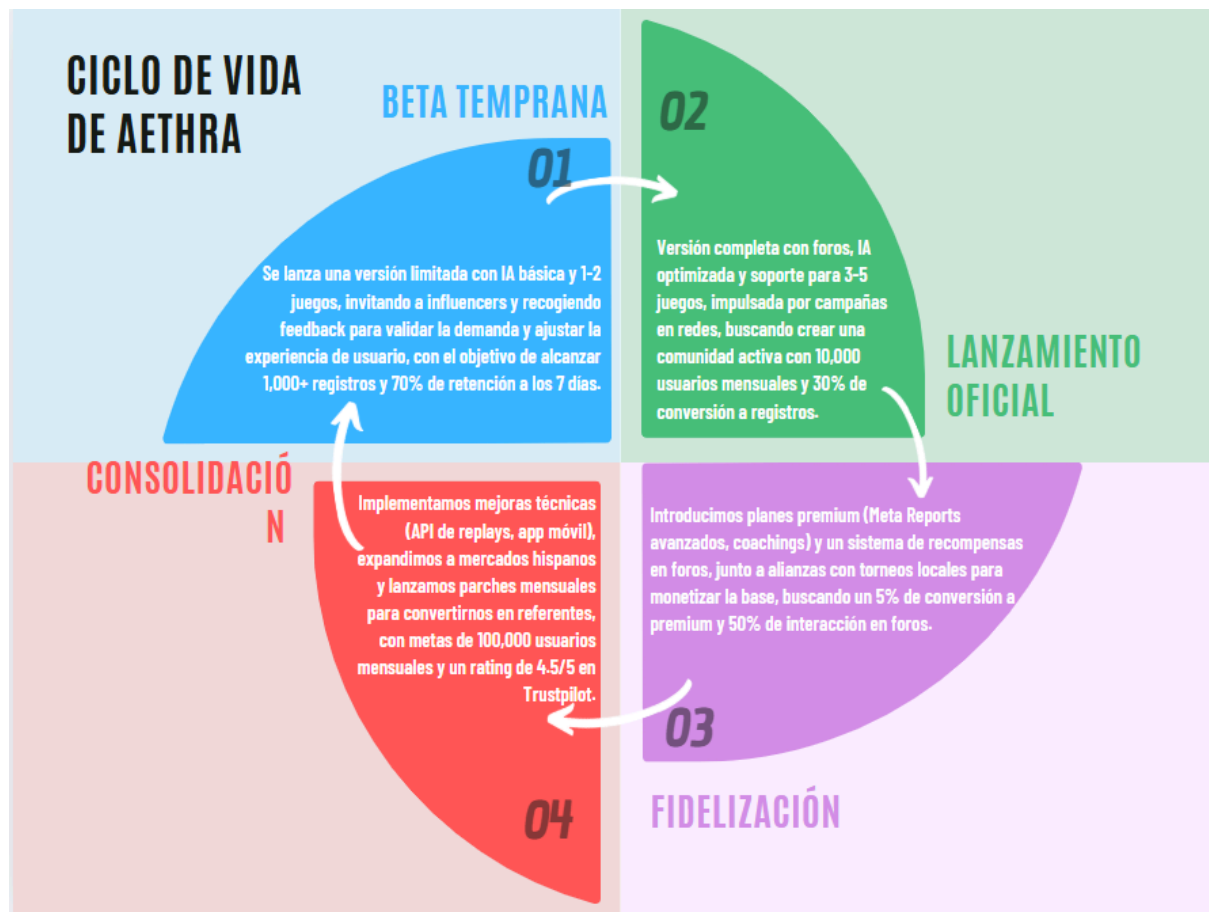 CICLO DE VIDA
DE AETHRA
BETA TEMPRANA
01
Se lanza una versión limitada con IA básica y 1-2
juegos, invitando a influencers y recogiendo
feedback para validar la demanda y ajustar la
experiencia de usuario, con el objetivo de alcanzar
1,000+ registros y 70% de retención a los 7 días.
02
Versión completa con foros, IA
optimizada y soporte para 3-5
juegos, impulsada por campañas
en redes, buscando crear una
comunidad activa con 10,000
usuarios mensuales y 30% de
conversión a registros.
LANZAMIENTO
OFICIAL
Introducimos planes premium (Meta Reports
avanzados, coachings) y un sistema de recompensas
en foros, junto a alianzas con torneos locales para
monetizar la base, buscando un 5% de conversión a
premium y 50% de interacción en foros.
03
FIDELIZACIÓN
CONSOLIDACIÓ
N
Implementamos mejoras técnicas
(API de replays, app móvil),
expandimos a mercados hispanos
y lanzamos parches mensuales
para convertirnos en referentes,
con metas de 100,000 usuarios
mensuales y un rating de 4.5/5 en
Trustpilot.
04